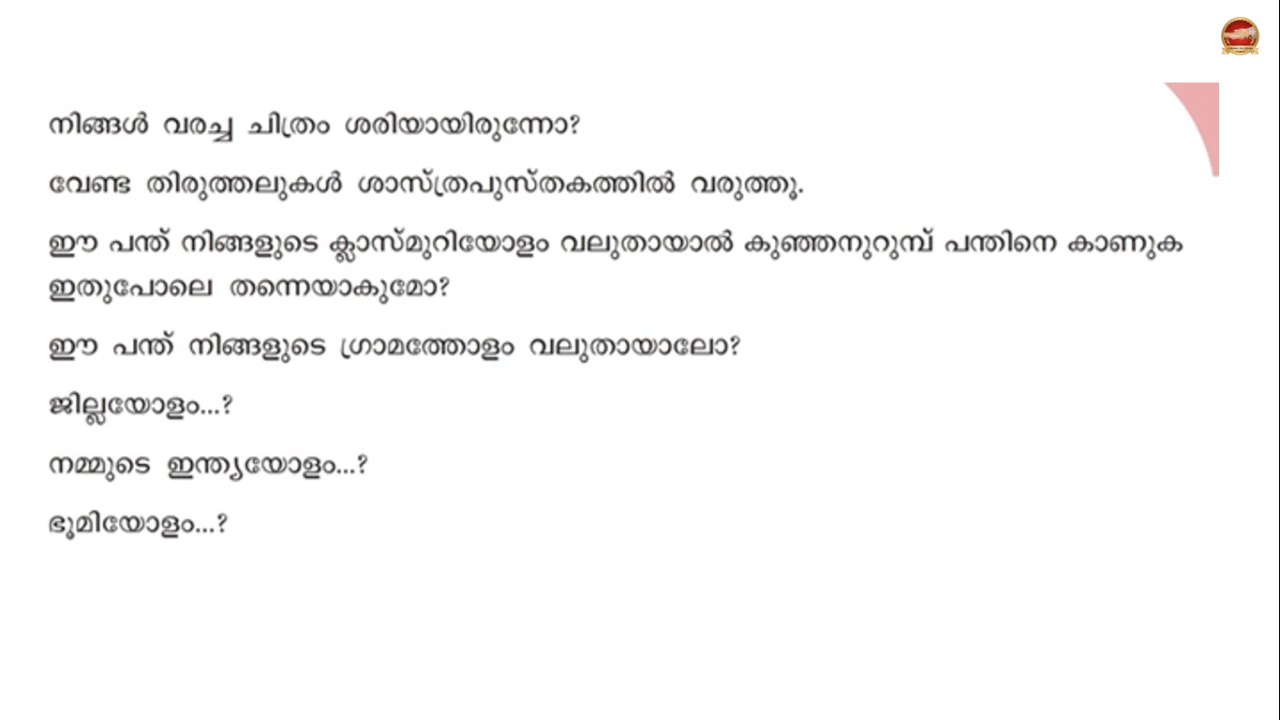 നിങ്ങൾ വരച്ച ചിത്രം ശരിയായിരുന്നോ?
വേണ്ട തിരുത്തലുകൾ ശാസ്ത്രപുസ്തകത്തിൽ വരുത്തൂ.
ഈ പന്ത് നിങ്ങളുടെ ക്ലാസ്മുറിയോളം വലുതായാൽ കുഞ്ഞനുറുമ്പ് പന്തിനെ കാണുക
ഇതുപോലെ തന്നെയാകുമോ?
ഈ പന്ത് നിങ്ങളുടെ ഗ്രാമത്തോളം വലുതായാലോ?
ജില്ലയോളം...?
നമ്മുടെ ഇന്ത്യയോളം...?
ഭൂമിയോളം...?